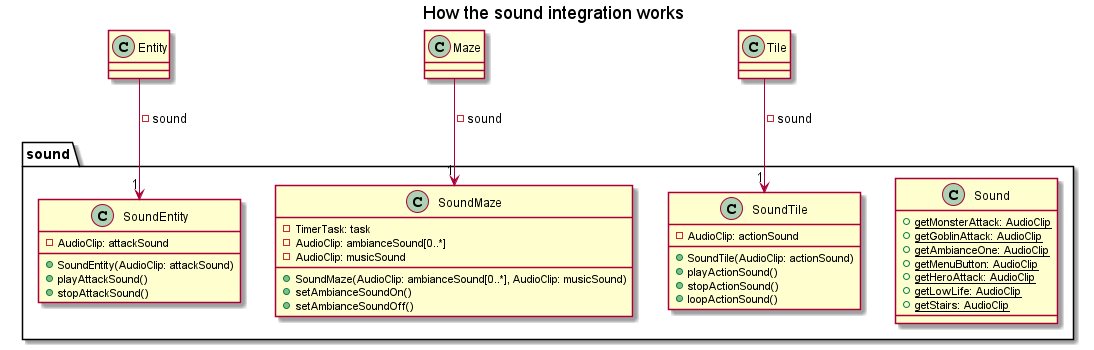 How the sound integration works
C Entity
C Maze
C Tile
sound
sound
sound
sound
1
1
1
C SoundEntity
AudioClip: attackSound
SoundEntity(AudioClip: attackSound)
playAttackSound()
stopAttackSound()
C SoundMaze
TimerTask: task
AudioClip: ambianceSound[0..*]
AudioClip: musicSound
SoundMaze(AudioClip: ambianceSound[0..*], AudioClip: musicSound)
setAmbianceSoundOn()
setAmbianceSoundOff()
C SoundTile
AudioClip: actionSound
SoundTile(AudioClip: actionSound)
playActionSound()
stopActionSound()
loopActionSound()
C Sound
getMonsterAttack: AudioClip
getGoblinAttack: AudioClip
getAmbianceOne: AudioClip
getMenuButton: AudioClip
getHeroAttack: AudioClip
getLowLife: AudioClip
getStairs: AudioClip